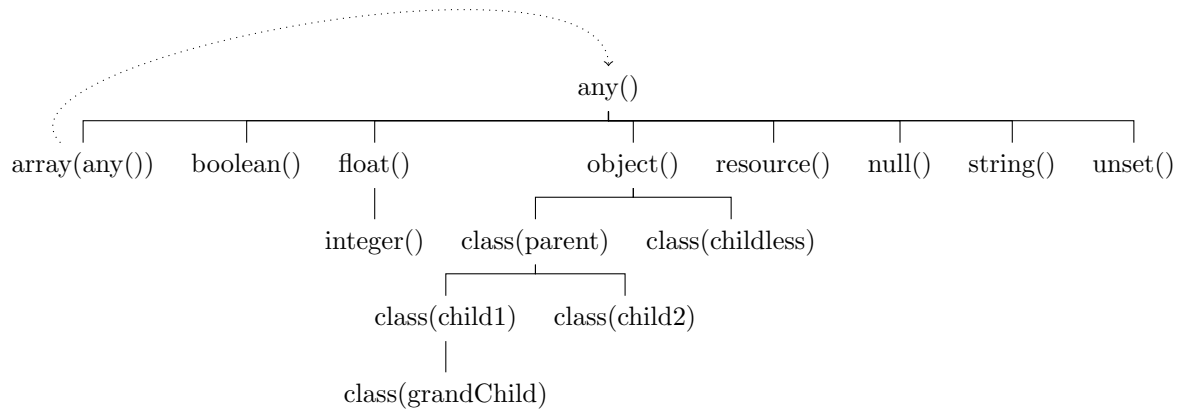 any()
array(any()) boolean() float() object() resource() null() string() unset()
integer() class(parent) class(childless)
class(child1) class(child2)
class(grandChild)